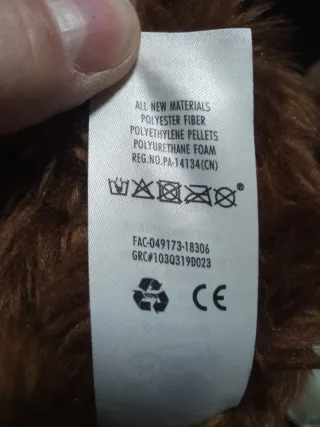 ALL NEW MATERIALS
POLYESTER FIBER
POLYETHYLENE PELLETS
POLYURETHANE FOAM
REG.NO.PA-14134(CN)
®
FAC-049173-18306
GRC#103Q319D023
100%
CE